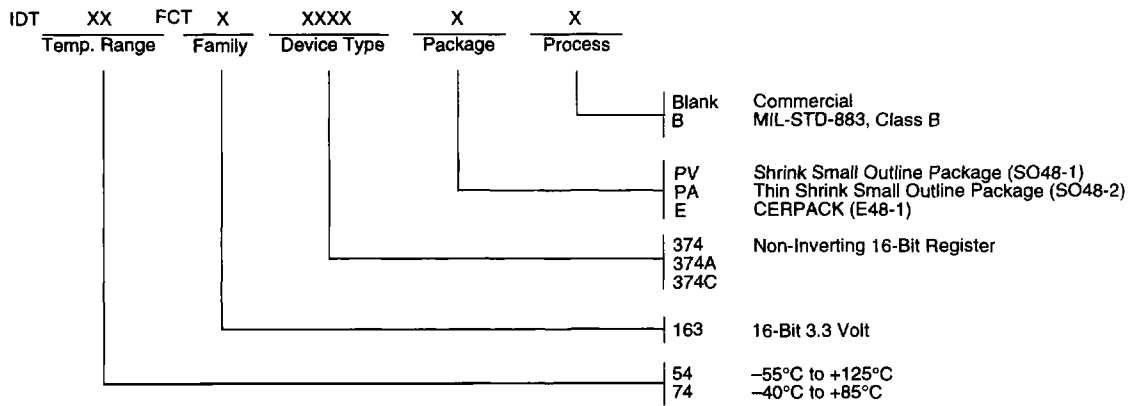 IDT XX FCT X XXXX X X
Temp. Range Family Device Type Package Process
Blank Commercial
B MIL-STD-883, Class B
PV Shrink Small Outline Package (SO48-1)
PA Thin Shrink Small Outline Package (SO48-2)
E CERPACK (E48-1)
374 Non-Inverting 16-Bit Register
374A
374C
163 16-Bit 3.3 Volt
54 –55°C to +125°C
74 –40°C to +85°C